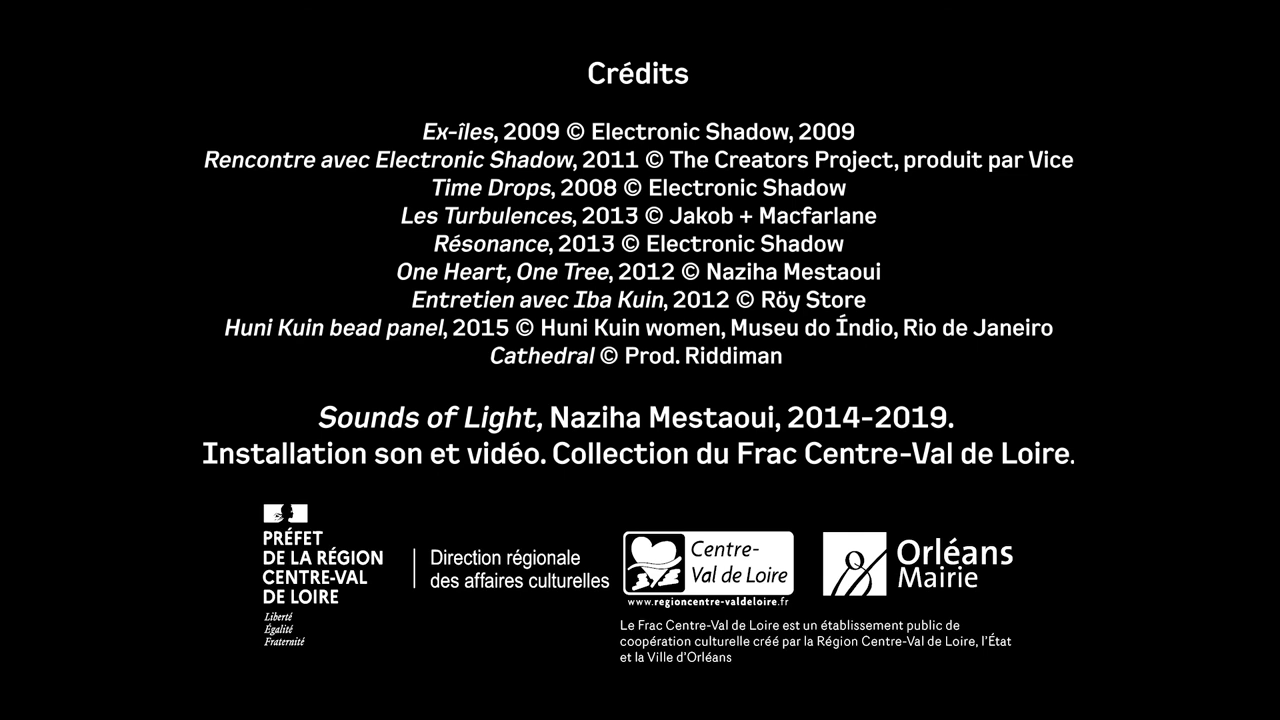 Crédits
Ex-îles, 2009 © Electronic Shadow, 2009
Rencontre avec Electronic Shadow, 2011 © The Creators Project, produit par Vice
Time Drops, 2008 © Electronic Shadow
Les Turbulences, 2013 © Jakob + Macfarlane
Résonance, 2013 © Electronic Shadow
One Heart, One Tree, 2012 © Naziha Mestaoui
Entretien avec Iba Kuin, 2012 © Röy Store
Huni Kuin bead panel, 2015 © Huni Kuin women, Museu do Índio, Rio de Janeiro
Cathedral © Prod. Riddiman
Sounds of Light, Naziha Mestaoui, 2014-2019.
Installation son et vidéo. Collection du Frac Centre-Val de Loire.
PRÉFET
DE LA RÉGION
CENTRE-VAL
DE LOIRE
Liberté
Égalité
Fraternité
Direction régionale
des affaires culturelles
Centre-
Val de Loire
www.regioncentre-valdeloire.fr
Orléans
Mairie
Le Frac Centre-Val de Loire est un établissement public de
coopération culturelle créé par la Région Centre-Val de Loire, l'État
et la Ville d'Orléans